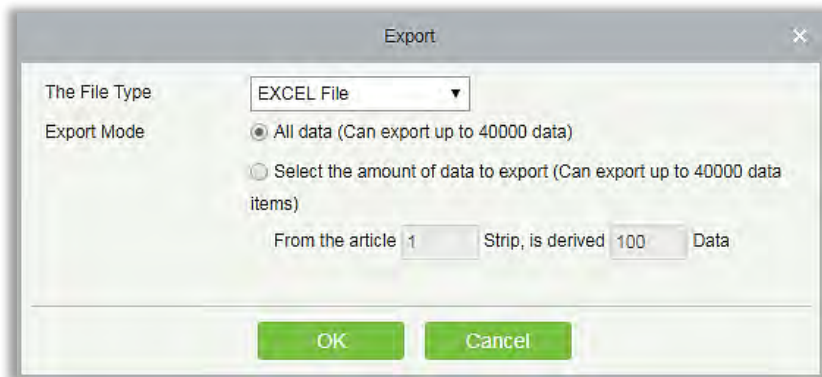 Export
The File Type EXCEL File
Export Mode All data (Can export up to 40000 data)
Select the amount of data to export (Can export up to 40000 data
items)
From the article 1 Strip, is derived 100 Data
OK Cancel